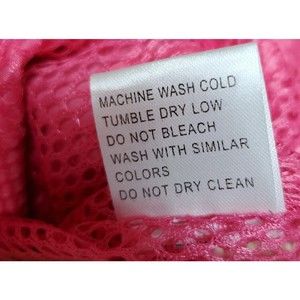 MACHINE WASH COLD
TUMBLE DRY LOW
DO NOT BLEACH
WASH WITH SIMILAR
COLORS
DO NOT DRY CLEAN